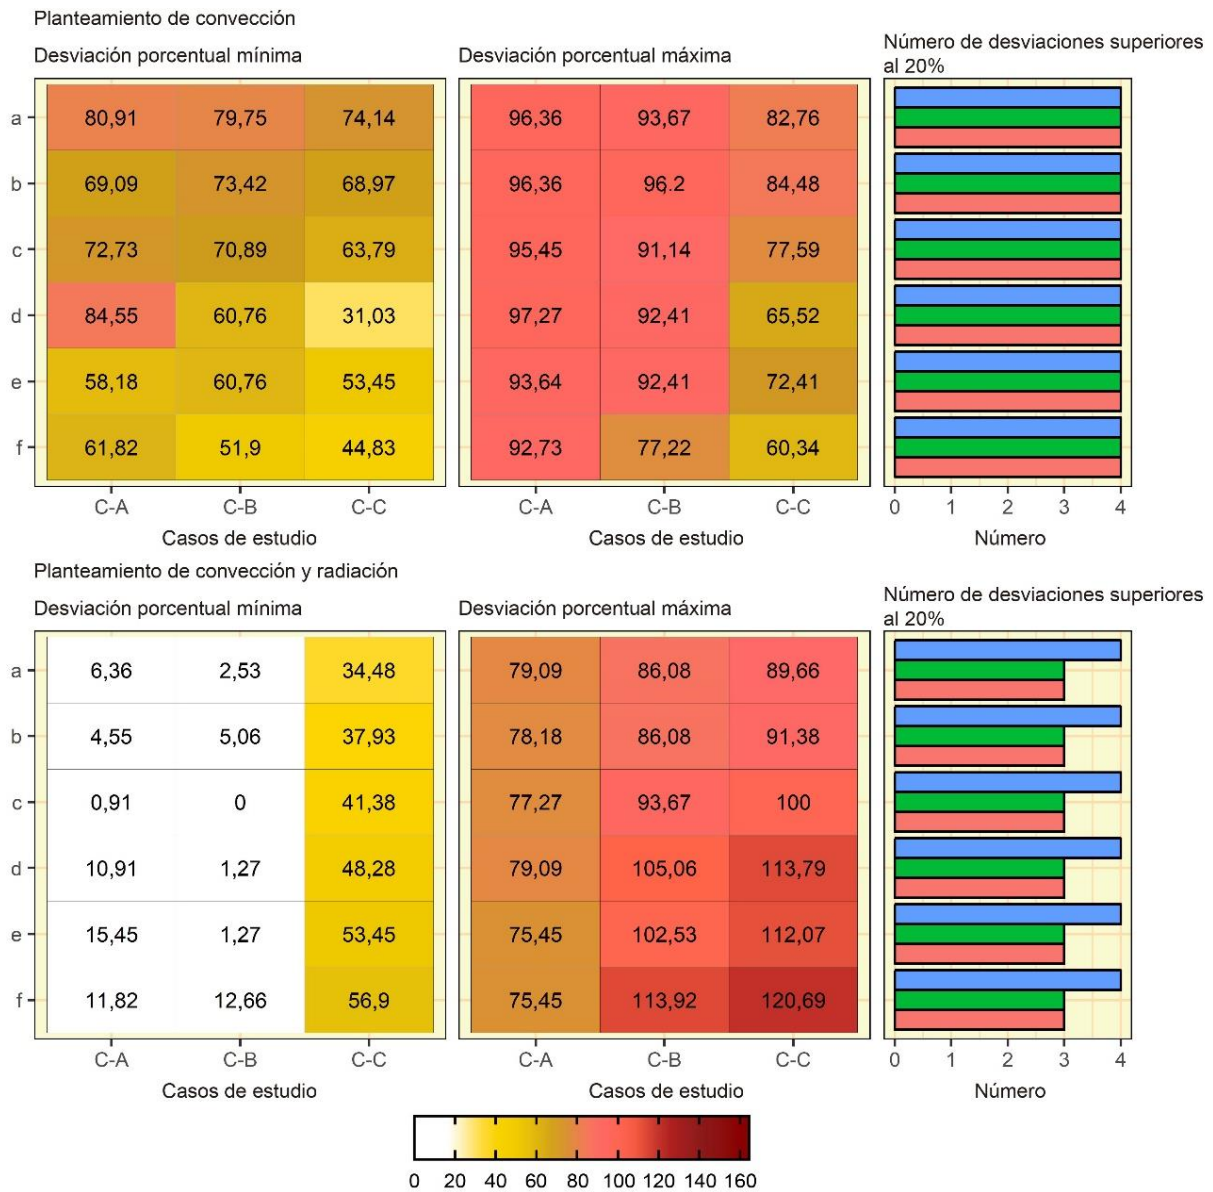 Planteamiento de convección
Desviación porcentual mínima
Desviación porcentual máxima
Número de desviaciones superiores
al 20%
a 80,91 79,75 74,14 96,36 93,67 82,76
b 69,09 73,42 68,97 96,36 96,2 84,48
c 72,73 70,89 63,79 95,45 91,14 77,59
d 84,55 60,76 31,03 97,27 92,41 65,52
e 58,18 60,76 53,45 93,64 92,41 72,41
f 61,82 51,9 44,83 92,73 77,22 60,34
C-A C-B C-C C-A C-B C-C 0 1 2 3 4
Casos de estudio Casos de estudio Número
Planteamiento de convección y radiación
Desviación porcentual mínima
Desviación porcentual máxima
Número de desviaciones superiores
al 20%
a 6,36 2,53 34,48 79,09 86,08 89,66
b 4,55 5,06 37,93 78,18 86,08 91,38
c 0,91 0 41,38 77,27 93,67 100
d 10,91 1,27 48,28 79,09 105,06 113,79
e 15,45 1,27 53,45 75,45 102,53 112,07
f 11,82 12,66 56,9 75,45 113,92 120,69
C-A C-B C-C C-A C-B C-C 0 1 2 3 4
Casos de estudio Casos de estudio Número
0 20 40 60 80 100 120 140 160